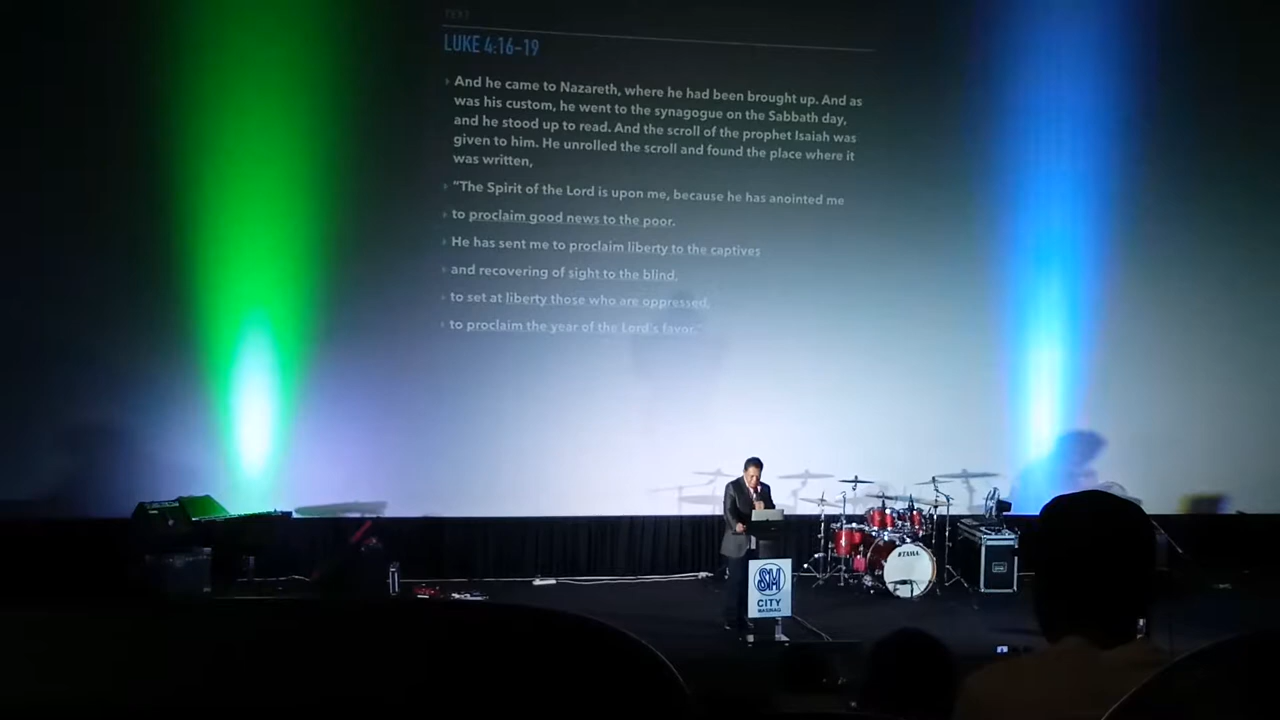 TEXT
LUKE 4:16-19
And he came to Nazareth, where he had been brought up. And as
was his custom, he went to the synagogue on the Sabbath day,
and he stood up to read. And the scroll of the prophet Isaiah was
given to him. He unrolled the scroll and found the place where it
was written,
“The Spirit of the Lord is upon me, because he has anointed me
to proclaim good news to the poor.
He has sent me to proclaim liberty to the captives
and recovering of sight to the blind,
to set at liberty those who are oppressed,
to proclaim the year of the Lord's favor.”
TAMA
SM
CITY
MASINAG